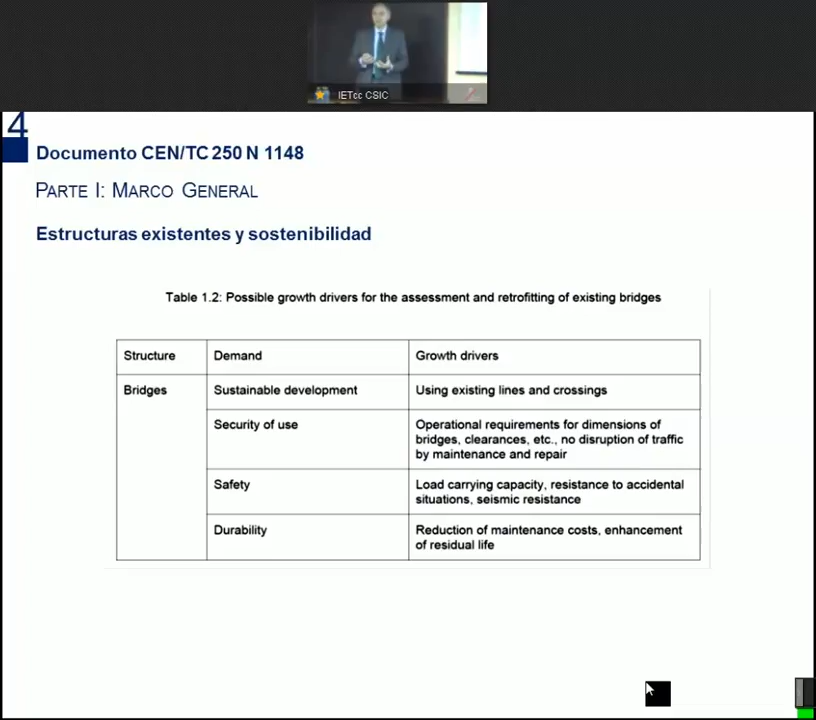 IETcc CSIC
4
Documento CEN/TC 250 N 1148
PARTE I: MARCO GENERAL
Estructuras existentes y sostenibilidad
Table 1.2: Possible growth drivers for the assessment and retrofitting of existing bridges
Structure Demand Growth drivers
Bridges Sustainable development Using existing lines and crossings
Security of use Operational requirements for dimensions of
bridges, clearances, etc., no disruption of traffic
by maintenance and repair
Safety Load carrying capacity, resistance to accidental
situations, seismic resistance
Durability Reduction of maintenance costs, enhancement
of residual life